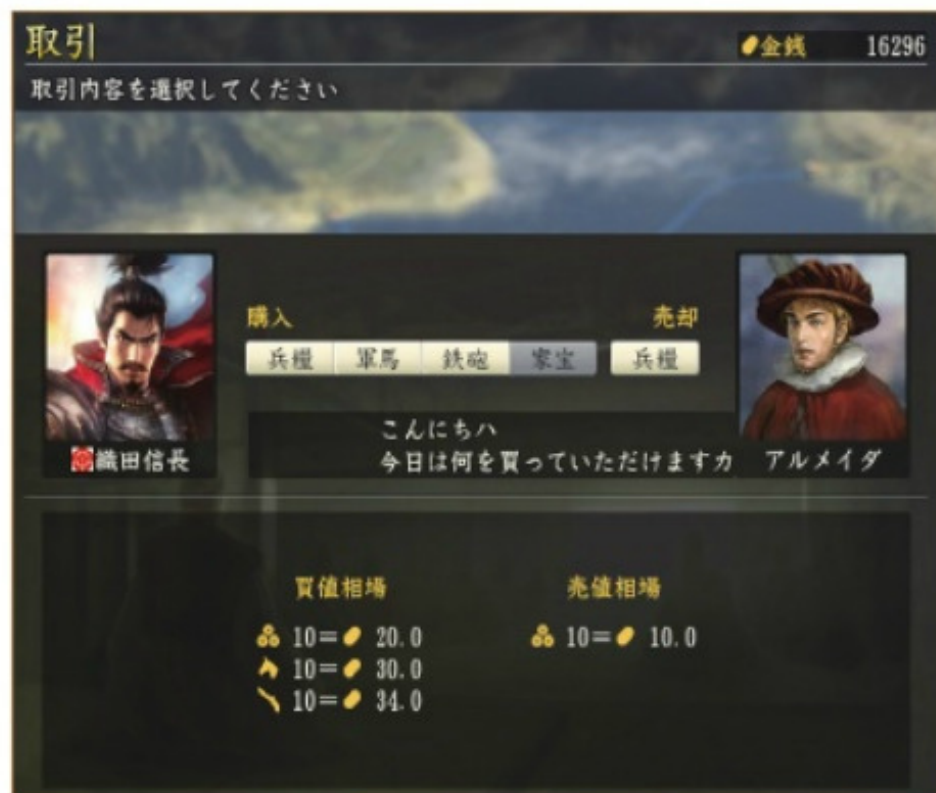 取引
金銭 16296
取引内容を選択してください
購入 売却
兵糧 軍馬 鉄砲 家宝 兵糧
こんにちハ
今日は何を買っていただけますカ
織田信長 アルメイダ
買値相場 売値相場
10= 20.0 10= 10.0
10= 30.0
10= 34.0